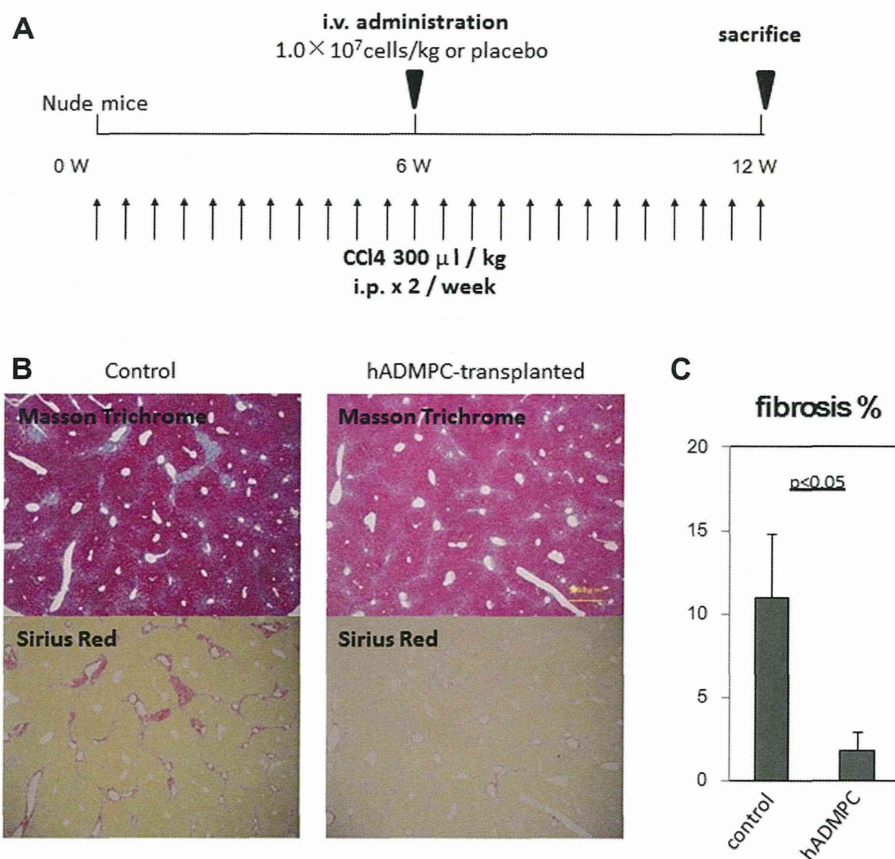 A
i.v. administration
1.0×10⁷cells/kg or placebo
sacrifice
Nude mice
0 W
6 W
12 W
CCl4 300 μl / kg
i.p. x 2 / week
B
Control
hADMPC-transplanted
Masson Trichrome
Masson Trichrome
Sirius Red
Sirius Red
C
fibrosis %
20
p<0.05
15
10
5
0
control
hADMPC